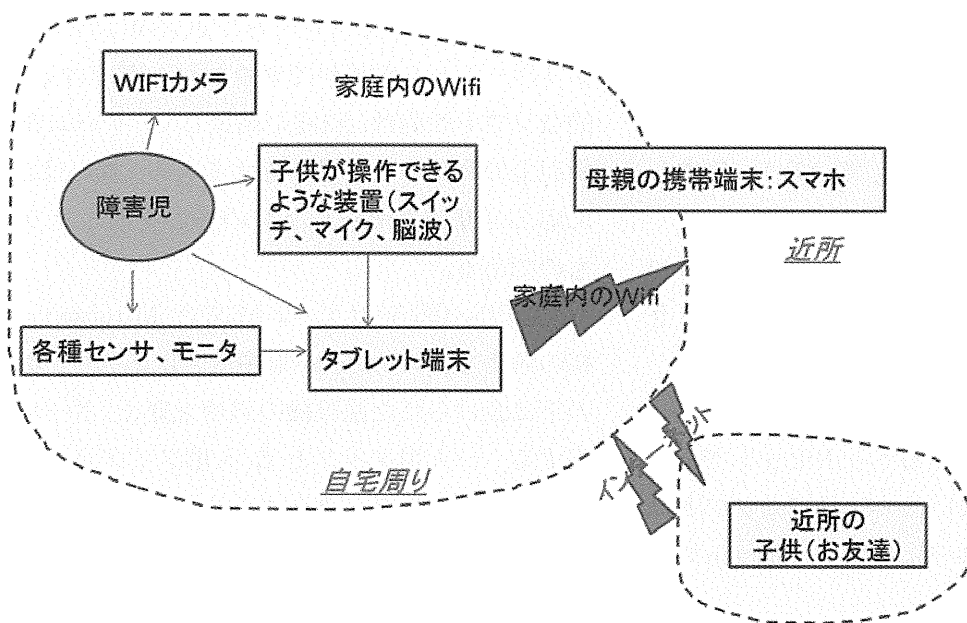 WIFIカメラ
家庭内のWifi
障害児
子供が操作できる
ような装置（スイッ
チ、マイク、脳波）
母親の携帯端末：スマホ
近所
家庭内のWifi
各種センサ、モニタ
タブレット端末
自宅周り
インターネット
近所の
子供（お友達）